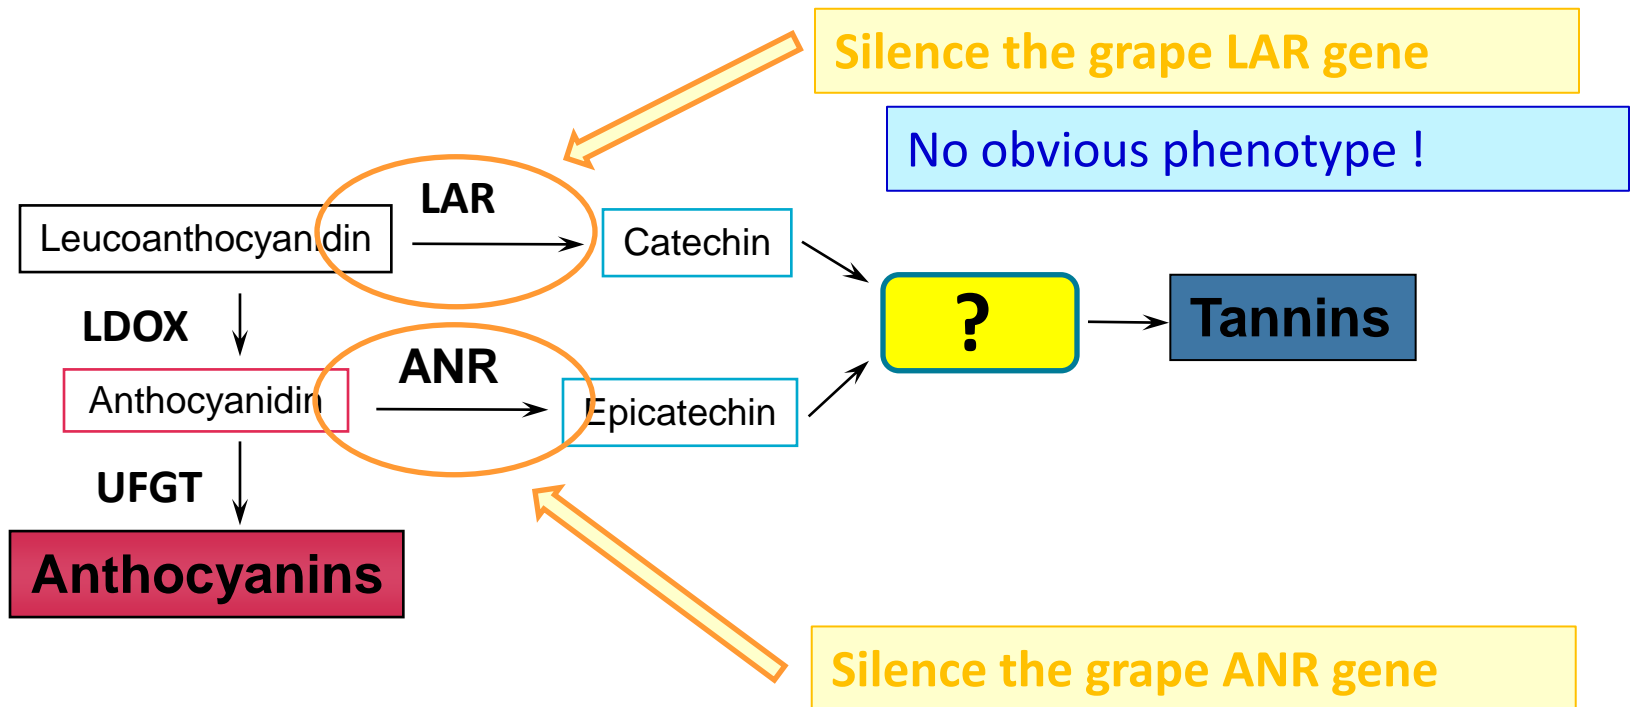 Silence the grape LAR gene
No obvious phenotype !
LAR
Leucoanthocyanidin
Catechin
LDOX
?
Tannins
ANR
Anthocyanidin
Epicatechin
UFGT
Anthocyanins
Silence the grape ANR gene